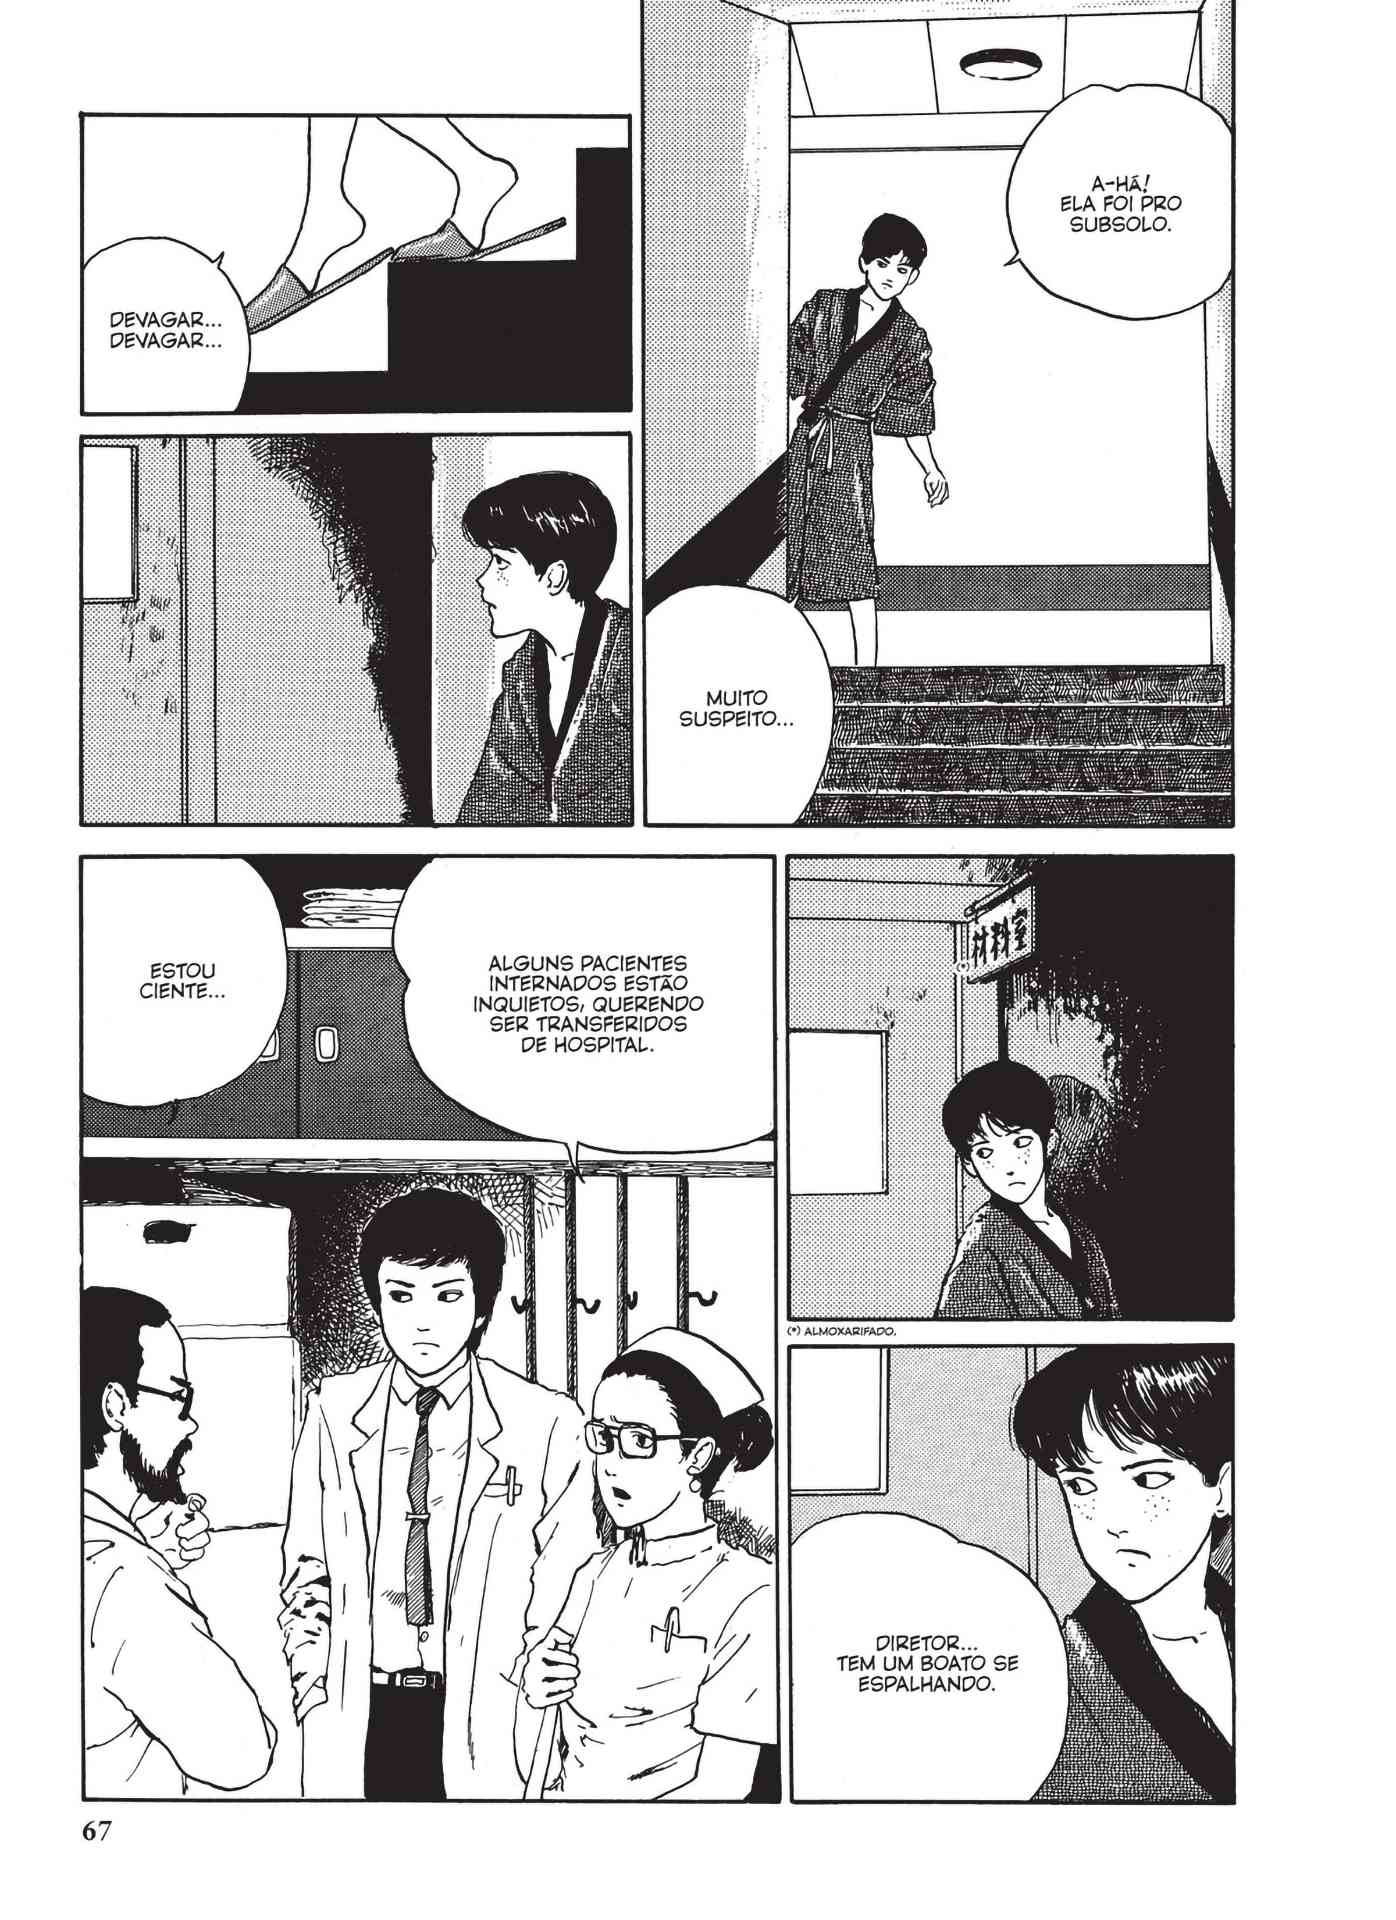 A-HÃ!
ELA FOI PRO
SUBSOLO.
MUITO
SUSPEITO...
DEVAGAR...
DEVAGAR...
材料室
(*)
(*) ALMOXARIFADO.
DIRETOR...
TEM UM BOATO SE
ESPALHANDO.
ALGUNS PACIENTES
INTERNADOS ESTÃO
INQUIETOS, QUERENDO
SER TRANSFERIDOS
DE HOSPITAL.
ESTOU
CIENTE...
67